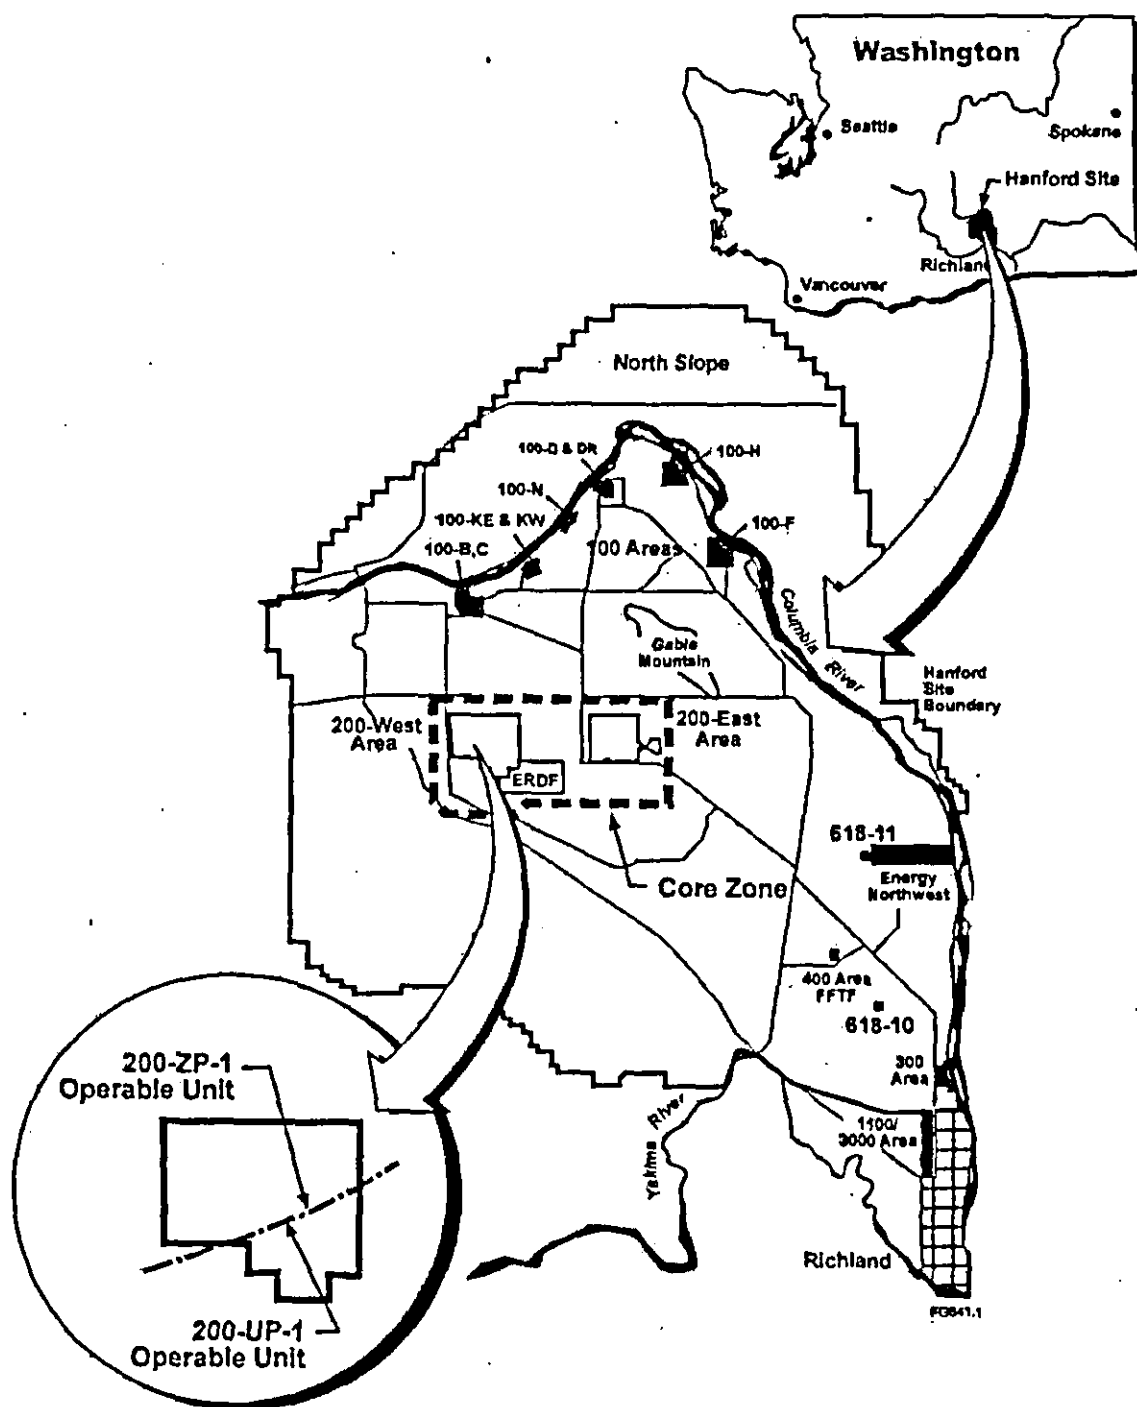 Washington
Seattle
Spokane
Hanford Site
Richland
Vancouver
North Slope
100-D & DR
100-H
100-N
100-KE & KW
100-F
100-B,C
100 Areas
Columbia River
Gable
Mountain
Hanford
Site
Boundary
200-West
Area
200-East
Area
ERDF
618-11
Energy
Northwest
Core Zone
400 Area
FFTF
618-10
300
Area
200-ZP-1
Operable Unit
1100/
3000 Area
Yakima River
Richland
FG641.1
200-UP-1
Operable Unit